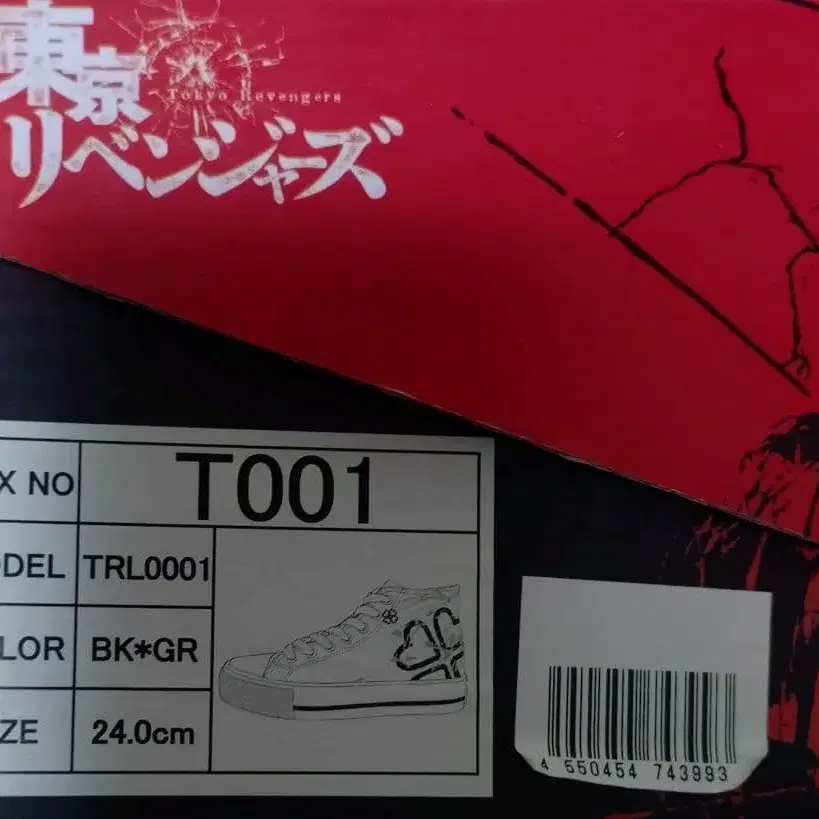 東京
Tokyo Revengers
リベンジャーズ
X NO T001
DEL TRL0001
LOR BK*GR
ZE 24.0cm
4 550454 743993